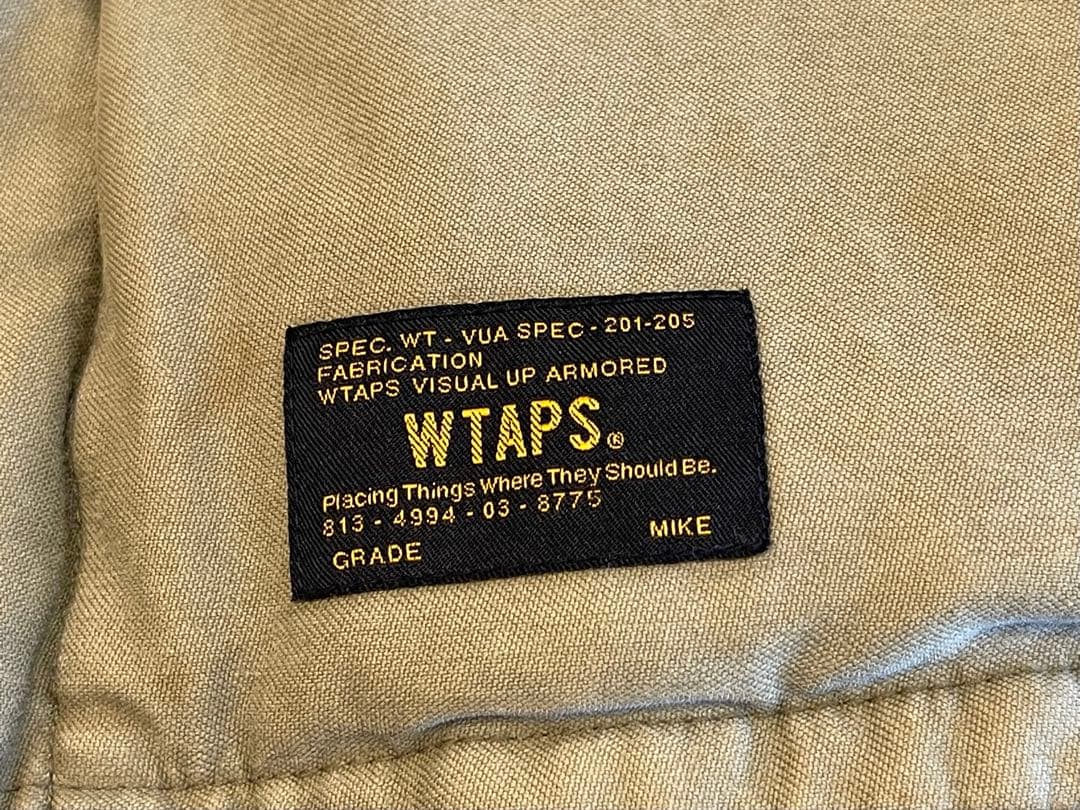 SPEC. WT - VUA SPEC - 201-205
FABRICATION
WTAPS VISUAL UP ARMORED
WTAPS®
Placing Things Where They Should Be.
813 - 4994 - 03 - 8775
GRADE MIKE